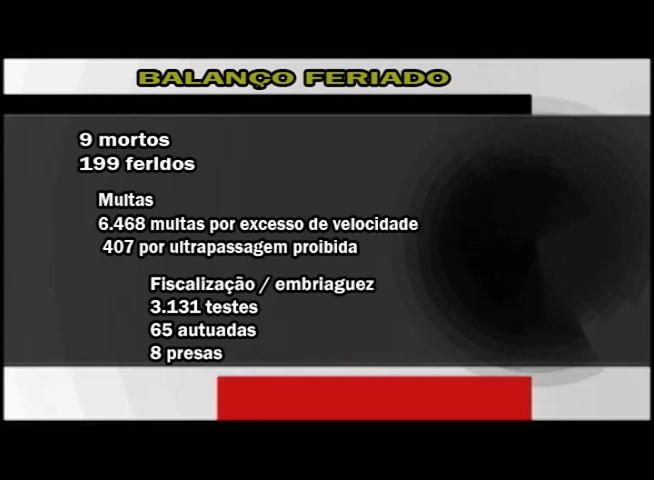 BALANÇO FERIADO
9 mortos
199 feridos
Multas
6.468 multas por excesso de velocidade
407 por ultrapassagem proibida
Fiscalização / embriaguez
3.131 testes
65 autuadas
8 presas